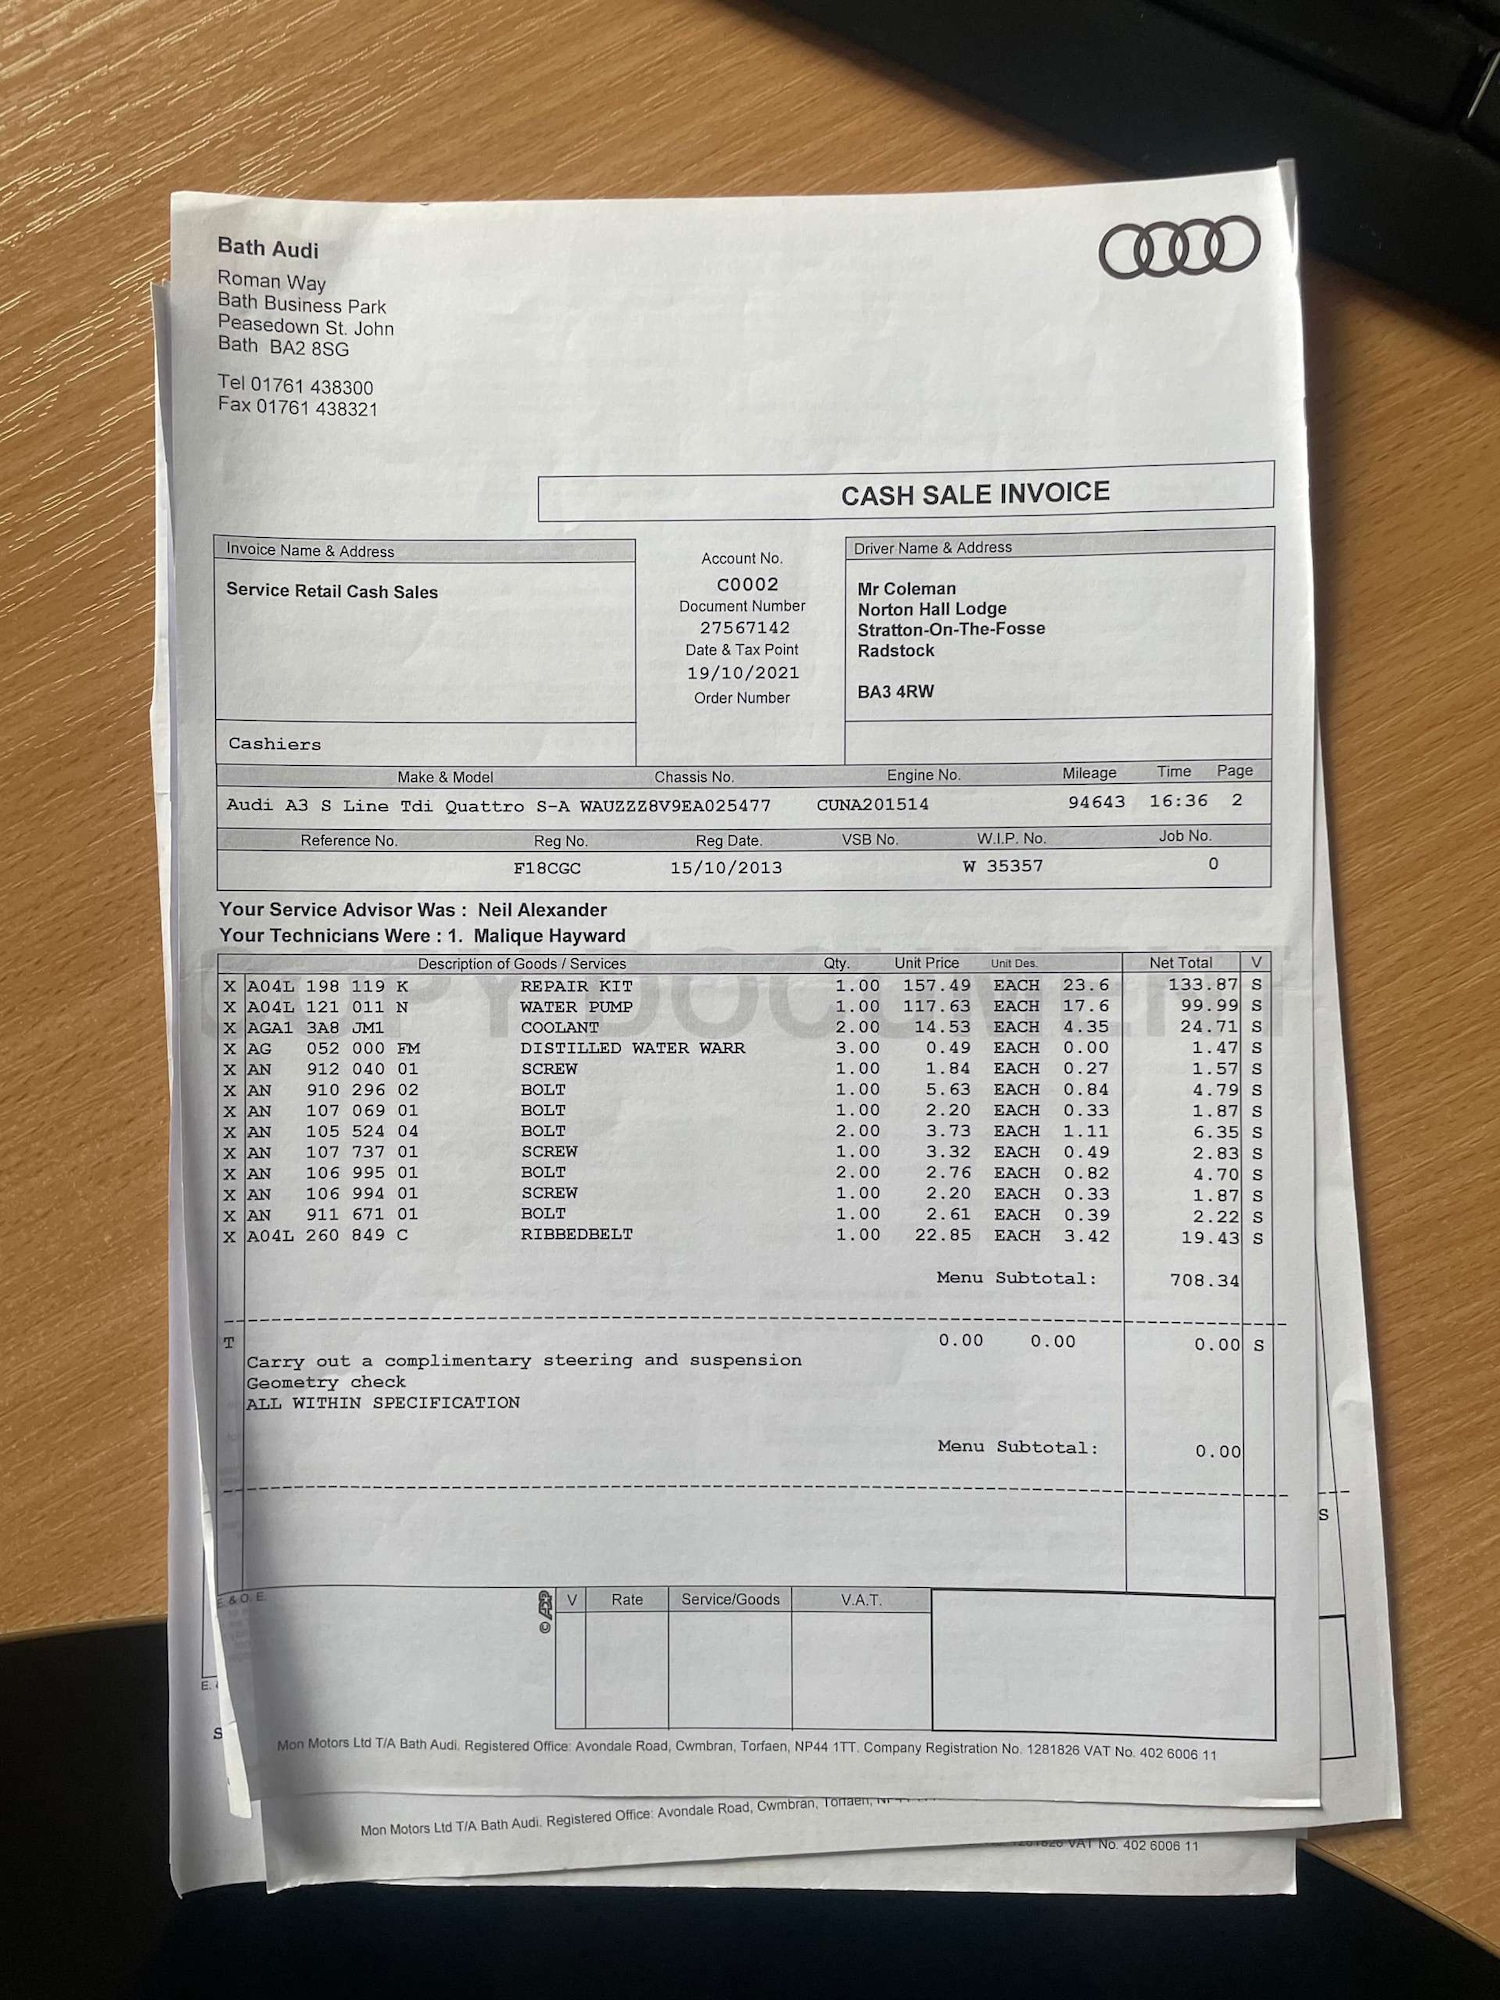 Bath Audi
Roman Way
Bath Business Park
Peasedown St. John
Bath BA2 8SG
Tel 01761 438300
Fax 01761 438321
CASH SALE INVOICE
Invoice Name & Address
Service Retail Cash Sales
Cashiers
Account No.
C0002
Document Number
27567142
Date & Tax Point
19/10/2021
Order Number
Driver Name & Address
Mr Coleman
Norton Hall Lodge
Stratton-On-The-Fosse
Radstock
BA3 4RW
Make & Model Chassis No. Engine No. Mileage Time Page
Audi A3 S Line Tdi Quattro S-A WAUZZZ8V9EA025477 CUNA201514 94643 16:36 2
Reference No. Reg No. Reg Date. VSB No. W.I.P. No. Job No.
F18CGC 15/10/2013 W 35357 0
Your Service Advisor Was : Neil Alexander
Your Technicians Were : 1. Malique Hayward
COPY DOCUMENT
Description of Goods / Services Qty. Unit Price Unit Des. Net Total V
X A04L 198 119 K REPAIR KIT 1.00 157.49 EACH 23.6 133.87 S
X A04L 121 011 N WATER PUMP 1.00 117.63 EACH 17.6 99.99 S
X AGA1 3A8 JM1 COOLANT 2.00 14.53 EACH 4.35 24.71 S
X AG 052 000 FM DISTILLED WATER WARR 3.00 0.49 EACH 0.00 1.47 S
X AN 912 040 01 SCREW 1.00 1.84 EACH 0.27 1.57 S
X AN 910 296 02 BOLT 1.00 5.63 EACH 0.84 4.79 S
X AN 107 069 01 BOLT 1.00 2.20 EACH 0.33 1.87 S
X AN 105 524 04 BOLT 2.00 3.73 EACH 1.11 6.35 S
X AN 107 737 01 SCREW 1.00 3.32 EACH 0.49 2.83 S
X AN 106 995 01 BOLT 2.00 2.76 EACH 0.82 4.70 S
X AN 106 994 01 SCREW 1.00 2.20 EACH 0.33 1.87 S
X AN 911 671 01 BOLT 1.00 2.61 EACH 0.39 2.22 S
X A04L 260 849 C RIBBEDBELT 1.00 22.85 EACH 3.42 19.43 S
Menu Subtotal: 708.34
T 0.00 0.00 0.00 S
Carry out a complimentary steering and suspension
Geometry check
ALL WITHIN SPECIFICATION
Menu Subtotal: 0.00
S
E. & O. E.
© ADP
V Rate Service/Goods V.A.T.
E.
S
Mon Motors Ltd T/A Bath Audi. Registered Office: Avondale Road, Cwmbran, Torfaen, NP44 1TT. Company Registration No. 1281826 VAT No. 402 6006 11
Mon Motors Ltd T/A Bath Audi. Registered Office: Avondale Road, Cwmbran, Torfaen,
VAT No. 402 6006 11